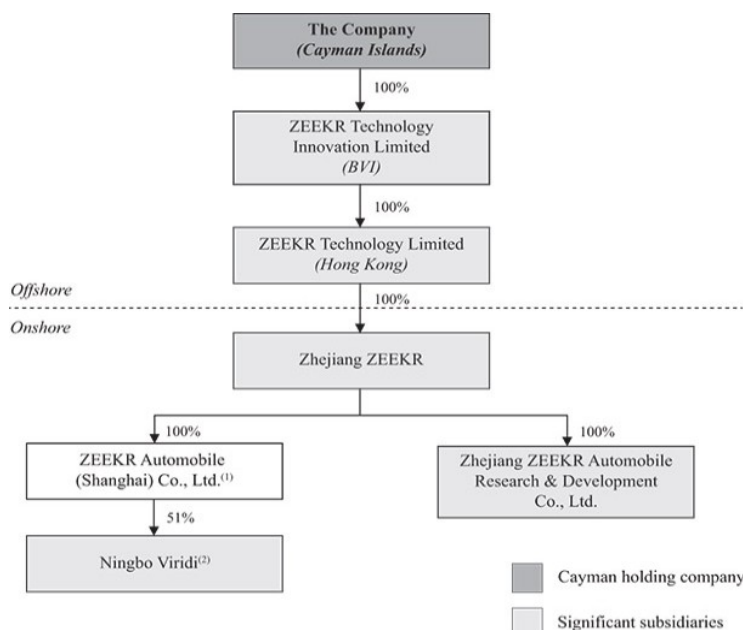 The Company
(Cayman Islands)
100%
ZEEKR Technology
Innovation Limited
(BVI)
100%
ZEEKR Technology Limited
(Hong Kong)
Offshore
100%
Onshore
Zhejiang ZEEKR
100%
100%
ZEEKR Automobile
(Shanghai) Co., Ltd.(1)
Zhejiang ZEEKR Automobile
Research & Development
Co., Ltd.
51%
Ningbo Viridi(2)
Cayman holding company
Significant subsidiaries